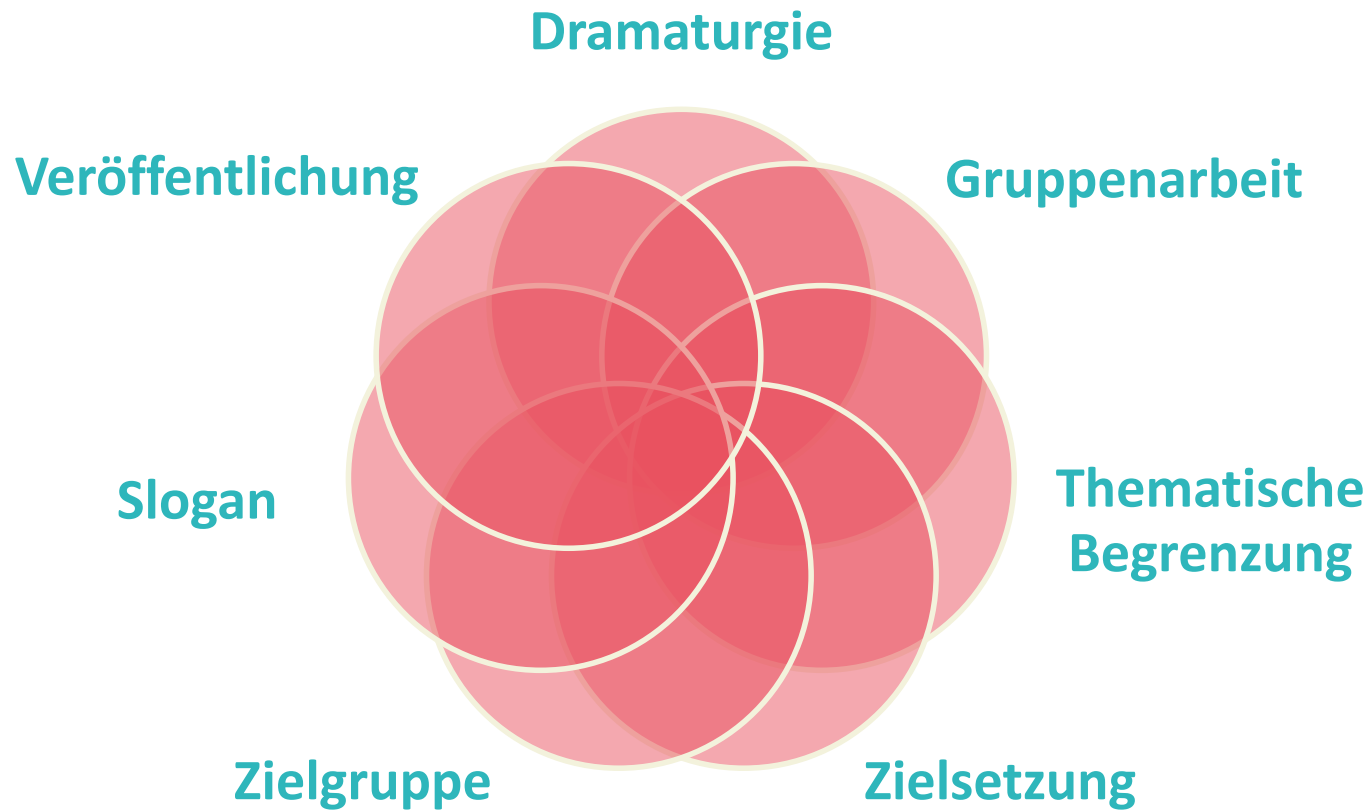 Dramaturgie
Veröffentlichung
Gruppenarbeit
Slogan
Thematische
Begrenzung
Zielgruppe
Zielsetzung